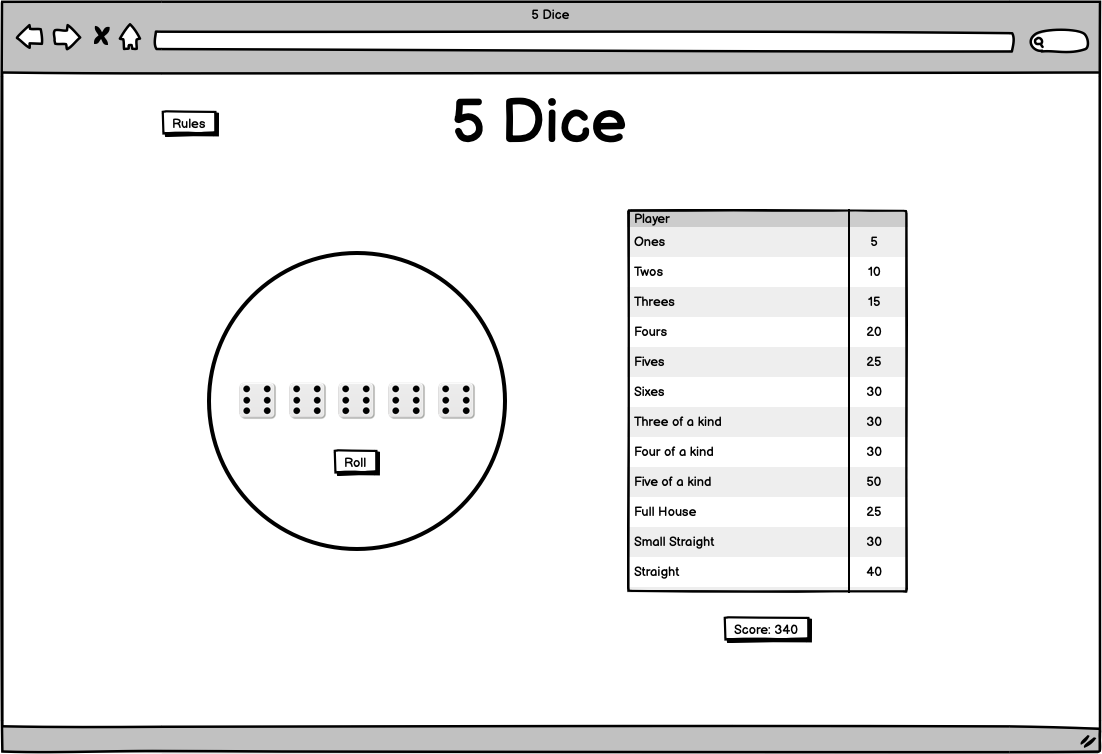 5 Dice
Rules
5 Dice
Player
Ones 5
Twos 10
Threes 15
Fours 20
Fives 25
Sixes 30
Three of a kind 30
Four of a kind 30
Five of a kind 50
Full House 25
Small Straight 30
Straight 40
Roll
Score: 340